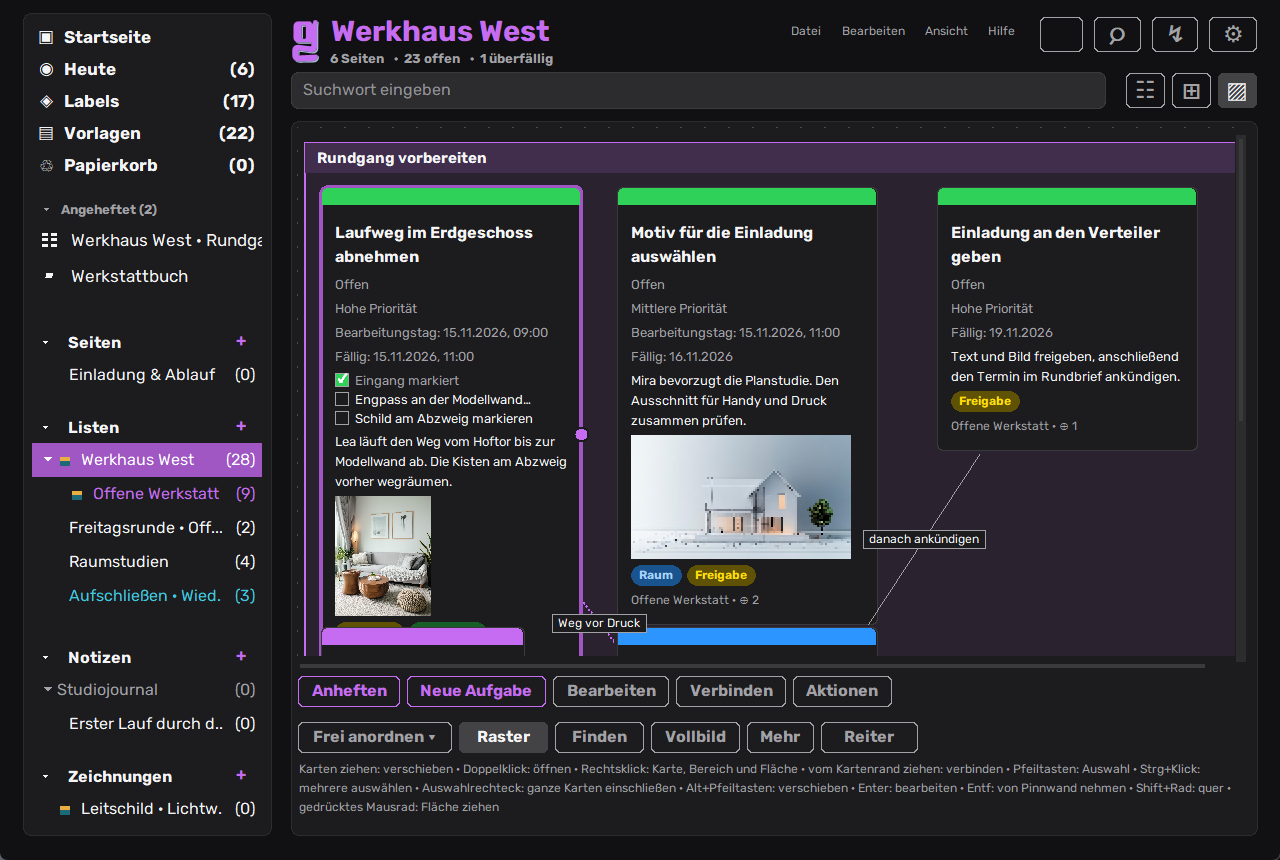 Startseite
Heute (6)
Labels (17)
Vorlagen (22)
Papierkorb (0)
Angeheftet (2)
Werkhaus West • Rundga
Werkstattbuch
Seiten +
Einladung & Ablauf (0)
Listen +
Werkhaus West (28)
Offene Werkstatt (9)
Freitagsrunde • Off... (2)
Raumstudien (4)
Aufschließen • Wied. (3)
Notizen +
Studiojournal (0)
Erster Lauf durch d.. (0)
Zeichnungen +
Leitschild • Lichtw. (0)
g Werkhaus West
6 Seiten • 23 offen • 1 überfällig
Datei Bearbeiten Ansicht Hilfe
Suchwort eingeben
Rundgang vorbereiten
Laufweg im Erdgeschoss
abnehmen
Offen
Hohe Priorität
Bearbeitungstag: 15.11.2026, 09:00
Fällig: 15.11.2026, 11:00
Eingang markiert
Engpass an der Modellwand...
Schild am Abzweig markieren
Lea läuft den Weg vom Hoftor bis zur
Modellwand ab. Die Kisten am Abzweig
vorher wegräumen.
Motiv für die Einladung
auswählen
Offen
Mittlere Priorität
Bearbeitungstag: 15.11.2026, 11:00
Fällig: 16.11.2026
Mira bevorzugt die Planstudie. Den
Ausschnitt für Handy und Druck
zusammen prüfen.
Raum Freigabe
Offene Werkstatt • ⊕ 2
Einladung an den Verteiler
geben
Offen
Hohe Priorität
Fällig: 19.11.2026
Text und Bild freigeben, anschließend
den Termin im Rundbrief ankündigen.
Freigabe
Offene Werkstatt • ⊕ 1
danach ankündigen
Weg vor Druck
Anheften Neue Aufgabe Bearbeiten Verbinden Aktionen
Frei anordnen ▾ Raster Finden Vollbild Mehr Reiter
Karten ziehen: verschieben • Doppelklick: öffnen • Rechtsklick: Karte, Bereich und Fläche • vom Kartenrand ziehen: verbinden • Pfeiltasten: Auswahl • Strg+Klick:
mehrere auswählen • Auswahlrechteck: ganze Karten einschließen • Alt+Pfeiltasten: verschieben • Enter: bearbeiten • Entf: von Pinnwand nehmen • Shift+Rad: quer •
gedrücktes Mausrad: Fläche ziehen